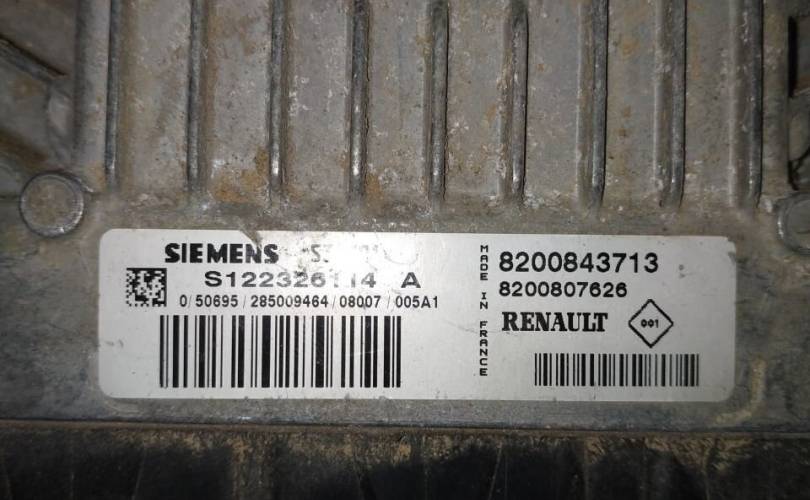 SIEMENS
S122326114 A
0/50695/285009464/08007/005A1
MADE IN FRANCE
8200843713
8200807626
RENAULT 001